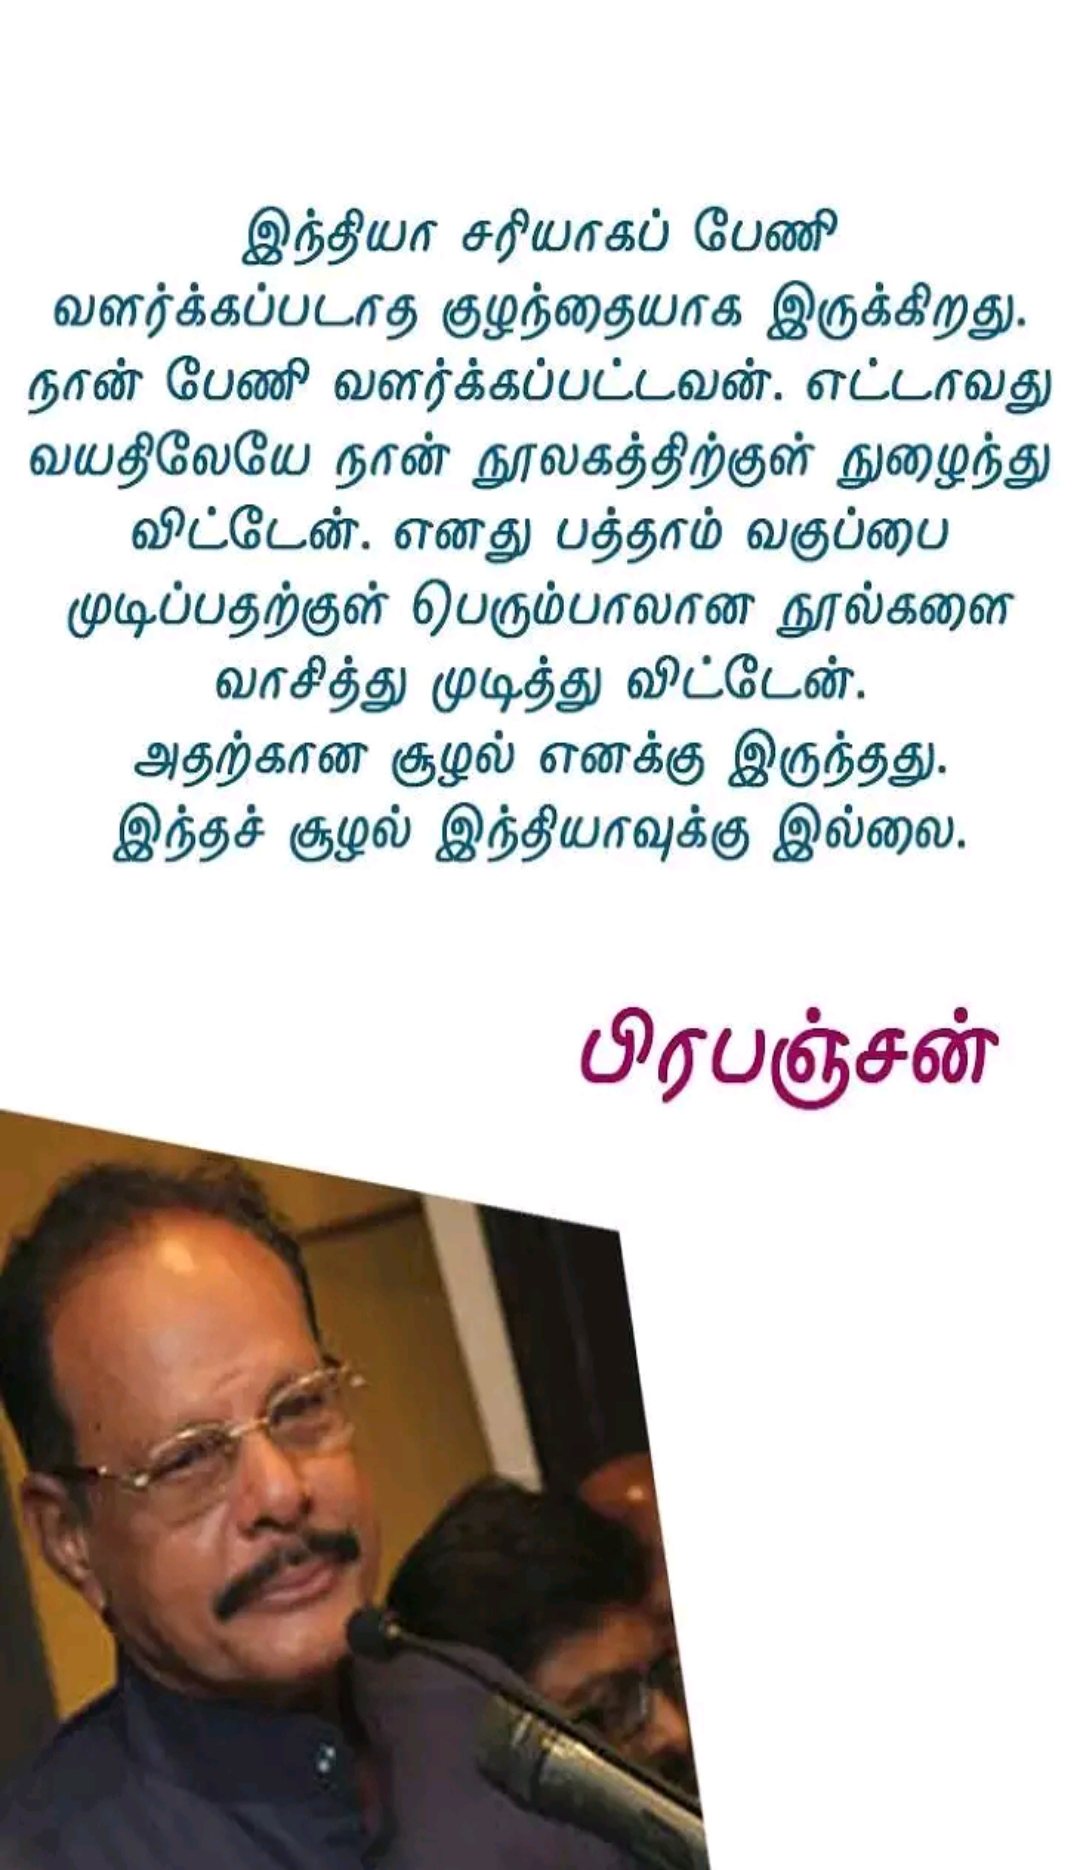 இந்தியா சரியாகப் பேணி
வளர்க்கப்படாத குழந்தையாக இருக்கிறது.
நான் பேணி வளர்க்கப்பட்டவன். எட்டாவது
வயதிலேயே நான் நூலகத்திற்குள் நுழைந்து
விட்டேன். எனது பத்தாம் வகுப்பை
முடிப்பதற்குள் பெரும்பாலான நூல்களை
வாசித்து முடித்து விட்டேன்.
அதற்கான சூழல் எனக்கு இருந்தது.
இந்தச் சூழல் இந்தியாவுக்கு இல்லை.
பிரபஞ்சன்